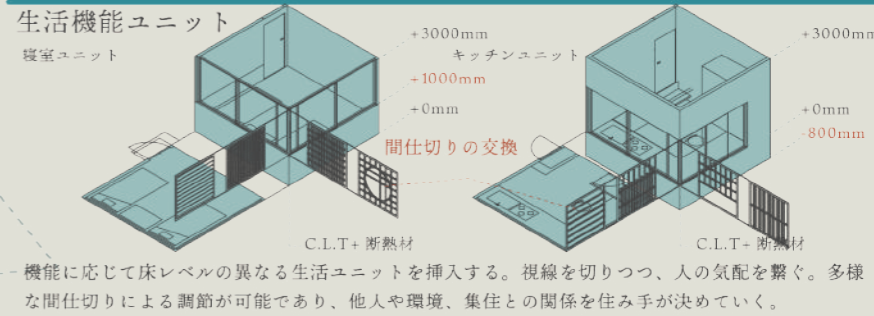 生活機能ユニット
寝室ユニット
+3000mm
+1000mm
+0mm
キッチンユニット
+3000mm
+0mm
-800mm
間仕切りの交換
C.L.T+ 断熱材
C.L.T+ 断熱材
機能に応じて床レベルの異なる生活ユニットを挿入する。視線を切りつつ、人の気配を繋ぐ。多様
な間仕切りによる調節が可能であり、他人や環境、集住との関係を住み手が決めていく。